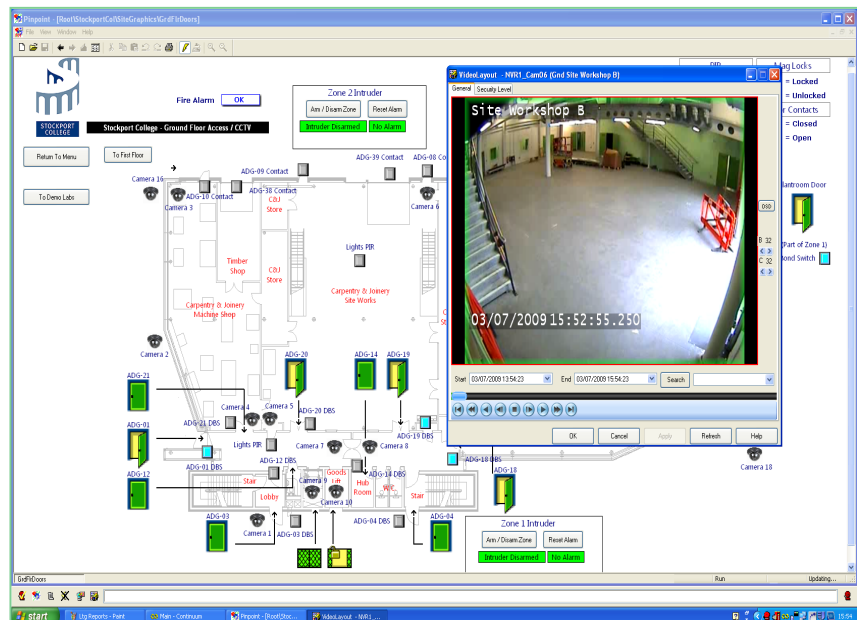 Pinpoint - [Root\StockportCol\SiteGraphics\GrdFlrDoors]
File View New Window Help
STOCKPORT
COLLEGE
Fire Alarm OK
Stockport College - Ground Floor Access / CCTV
Return To Menu
To First Floor
To Demo Labs
Zone 2 Intruder
Arm / Disarm Zone
Reset Alarm
Intruder Disarmed
No Alarm
Mag Locks
= Locked
= Unlocked
r Contacts
= Closed
= Open
lantroom Door
(Part of Zone 1)
Bond Switch
VideoLayout - NVR1_Cam06 (Gnd Site Workshop B)
General
Security Level
Site Workshop B
03/07/2009 15:52:55.250
OSD
B 32
C 32
Start 03/07/2009 13:54:23
End 03/07/2009 15:54:23
Search
OK
Cancel
Apply
Refresh
Help
Camera 16
Camera 3
ADG-10 Contact
ADG-09 Contact
ADG-38 Contact
ADG-39 Contact
ADG-08 Co
Camera 6
C&J
Store
Timber
Shop
C&J
Store
Lights PIR
Carpentry & Joinery
Machine Shop
Carpentry & Joinery
Site Works
Camera 2
ADG-21
ADG-20
ADG-14
ADG-19
Camera 4
Camera 5
ADG-21 DBS
ADG-20 DBS
ADG-19 DBS
ADG-01
Lights PIR
Camera 7
Camera 8
ADG-01 DBS
ADG-12 DBS
ADG-14 DBS
ADG-18 DBS
ADG-12
Stair
Lobby
Camera 9
Goods
Lift
Camera 10
Hub
Room
W.C.
Stair
ADG-18
Camera 18
ADG-03
Camera 1
ADG-03 DBS
ADG-04 DBS
ADG-04
Zone 1 Intruder
Arm / Disarm Zone
Reset Alarm
Intruder Disarmed
No Alarm
GrdFlrDoors
Run
Updating...
start
Ltg Reports - Paint
Main - Continuum
Pinpoint - [Root\Stoc...
VideoLayout - NVR1_...
15:54